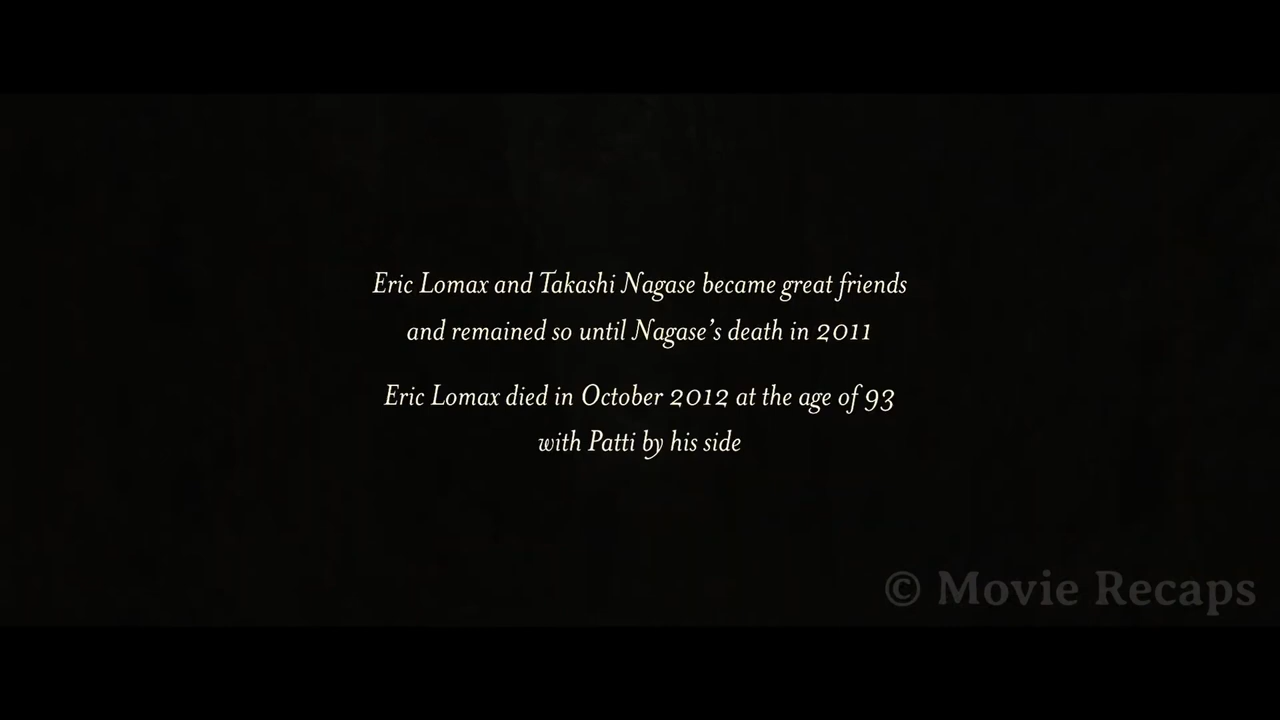 Eric Lomax and Takashi Nagase became great friends
and remained so until Nagase's death in 2011
Eric Lomax died in October 2012 at the age of 93
with Patti by his side
© Movie Recaps